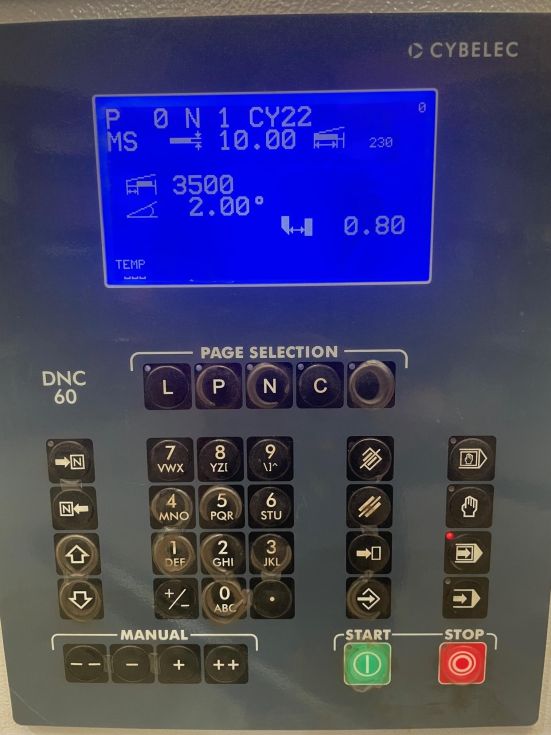 CYBELEC
P 0 N 1 CY22 0
MS 10.00 230
3500
2.00°
0.80
TEMP
PAGE SELECTION
DNC
60
L P N C
N 7 VWX 8 YZ[ 9 \]^
N 4 MNO 5 PQR 6 STU
1 DEF 2 GHI 3 JKL
+/- 0 ABC .
MANUAL
-- - + ++
START STOP